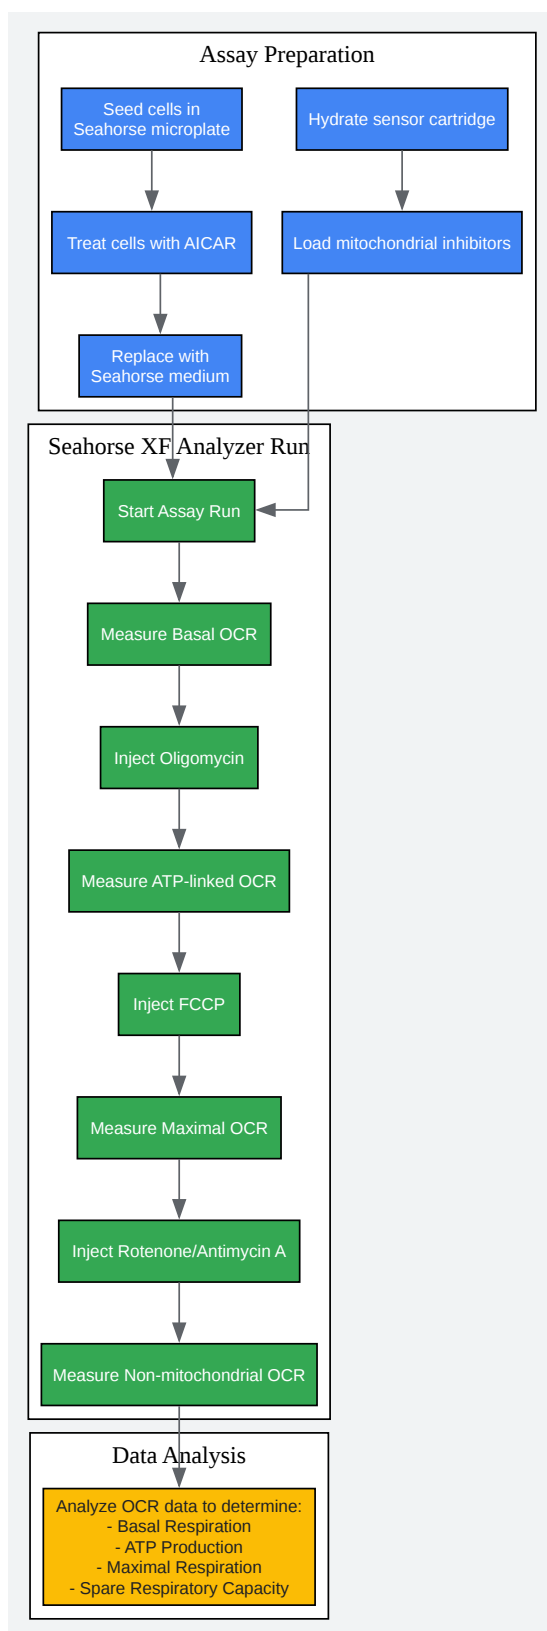 Assay Preparation
Seed cells in
Seahorse microplate
Hydrate sensor cartridge
Treat cells with AICAR
Load mitochondrial inhibitors
Replace with
Seahorse medium
Seahorse XF Analyzer Run
Start Assay Run
Measure Basal OCR
Inject Oligomycin
Measure ATP-linked OCR
Inject FCCP
Measure Maximal OCR
Inject Rotenone/Antimycin A
Measure Non-mitochondrial OCR
Data Analysis
Analyze OCR data to determine:
- Basal Respiration
- ATP Production
- Maximal Respiration
- Spare Respiratory Capacity